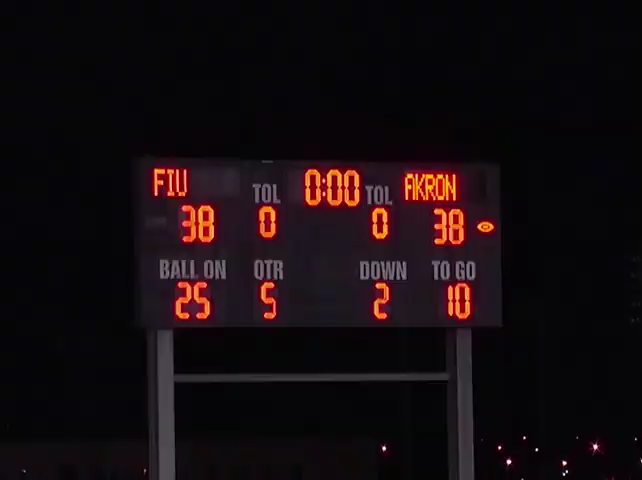 FIU TOL 0:00 TOL AKRON
38 0 0 38
BALL ON QTR DOWN TO GO
25 5 2 10